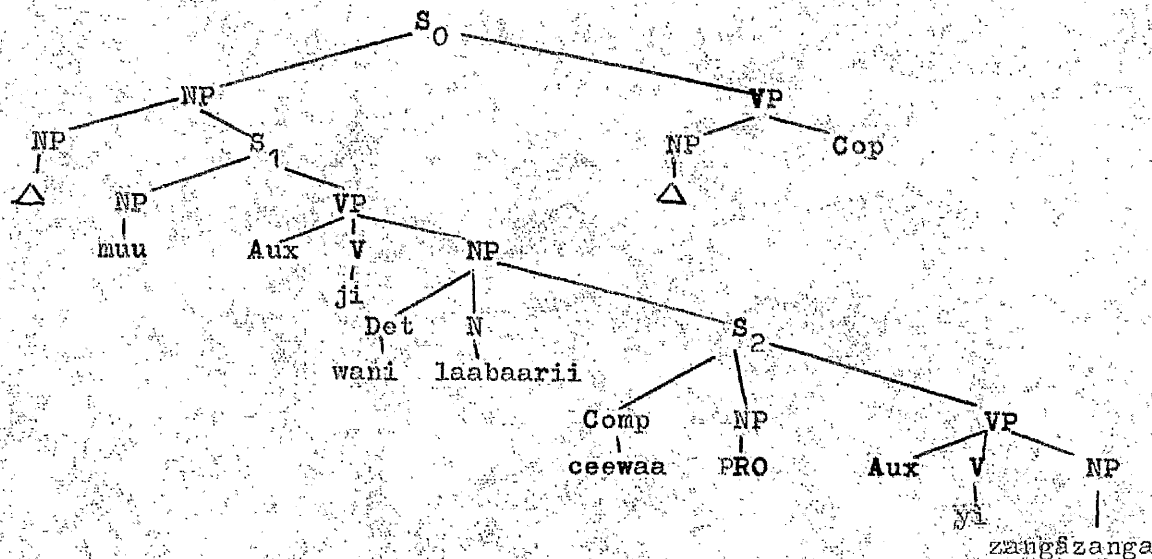 S0
NP VP
NP S1 NP Cop
△ NP VP △
muu Aux V NP
ji
Det N S2
wani laabaarii
Comp NP VP
ceewaa PRO Aux V NP
yi
zangazanga